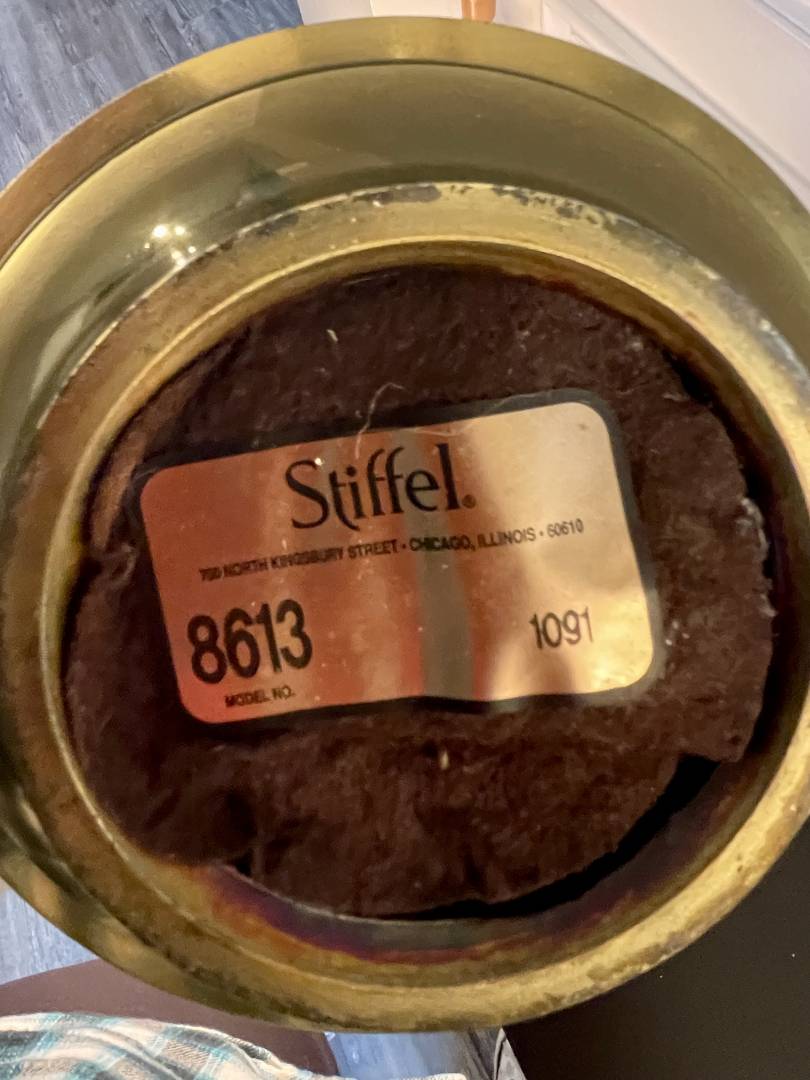 Stiffel®
700 NORTH KINGSBURY STREET • CHICAGO, ILLINOIS • 60610
8613 1091
MODEL NO.